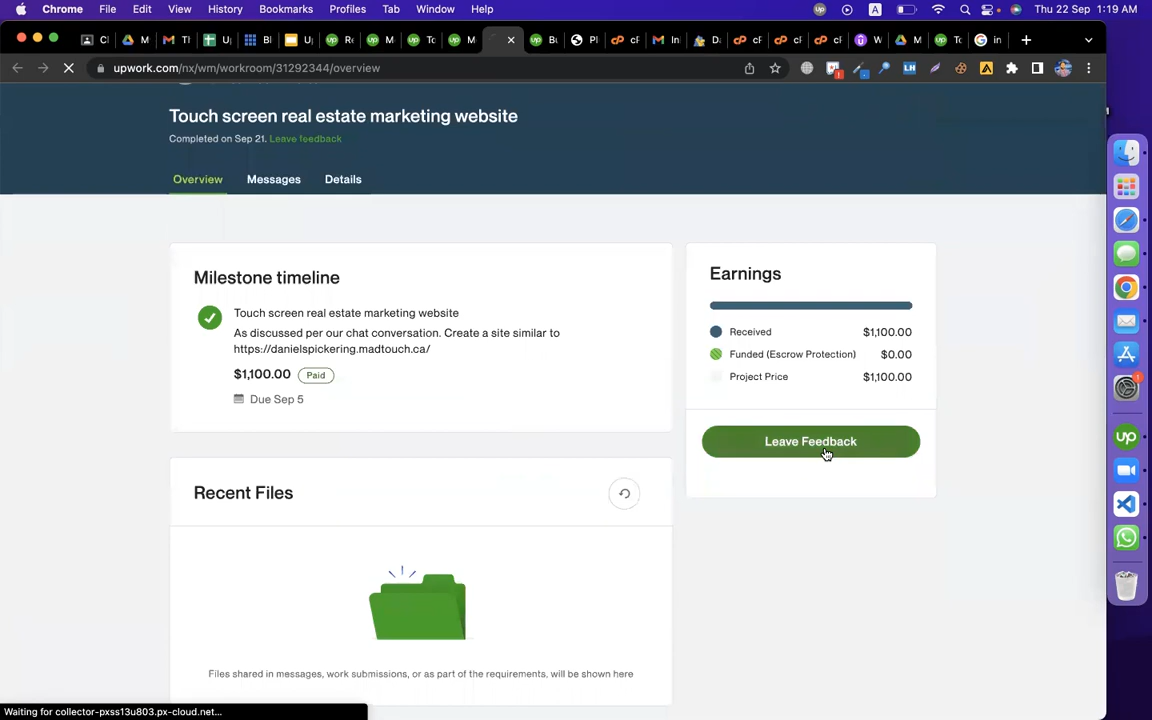 Chrome File Edit View History Bookmarks Profiles Tab Window Help
A
Thu 22 Sep 1:19 AM
upwork.com/nx/wm/workroom/31292344/overview
Touch screen real estate marketing website
Completed on Sep 21. Leave feedback
Overview Messages Details
Milestone timeline
Touch screen real estate marketing website
As discussed per our chat conversation. Create a site similar to
https://danielspickering.madtouch.ca/
$1,100.00 Paid
Due Sep 5
Earnings
Received $1,100.00
Funded (Escrow Protection) $0.00
Project Price $1,100.00
Leave Feedback
Recent Files
Files shared in messages, work submissions, or as part of the requirements, will be shown here
Waiting for collector-pxss13u803.px-cloud.net...